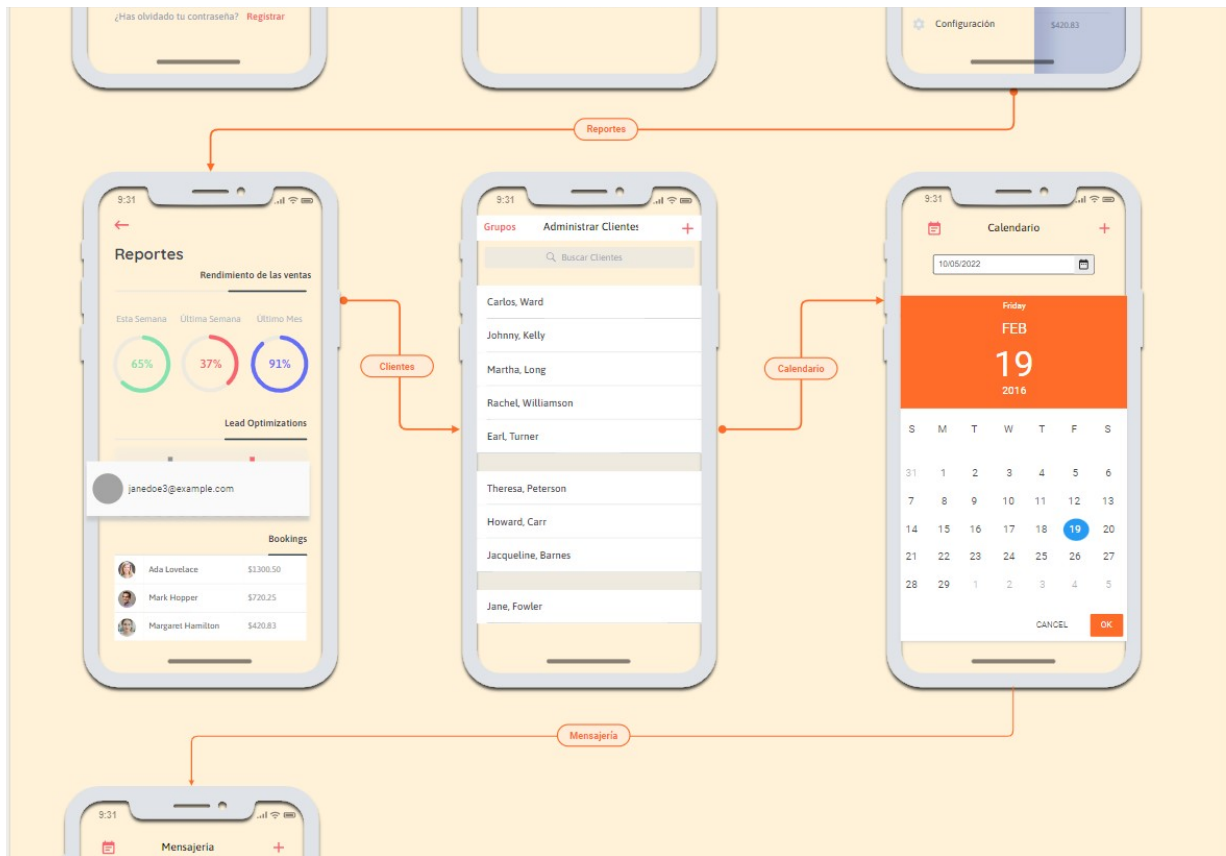 ¿Has olvidado tu contraseña? Registrar
Configuración
$420.83
Reportes
9:31
Reportes
Rendimiento de las ventas
Esta Semana Última Semana Último Mes
65% 37% 91%
Lead Optimizations
janedoe3@example.com
Bookings
Ada Lovelace $1300.50
Mark Hopper $720.25
Margaret Hamilton $420.83
Clientes
9:31
Grupos Administrar Clientes +
Buscar Clientes
Carlos, Ward
Johnny, Kelly
Martha, Long
Rachel, Williamson
Earl, Turner
Theresa, Peterson
Howard, Carr
Jacqueline, Barnes
Jane, Fowler
Calendario
9:31
Calendario +
10/05/2022
Friday
FEB
19
2016
S M T W T F S
31 1 2 3 4 5 6
7 8 9 10 11 12 13
14 15 16 17 18 19 20
21 22 23 24 25 26 27
28 29 1 2 3 4 5
CANCEL OK
Mensajería
9:31
Mensajeria +